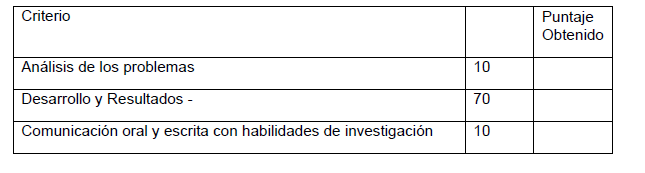 Criterio
Puntaje
Obtenido
Análisis de los problemas 10
Desarrollo y Resultados - 70
Comunicación oral y escrita con habilidades de investigación 10